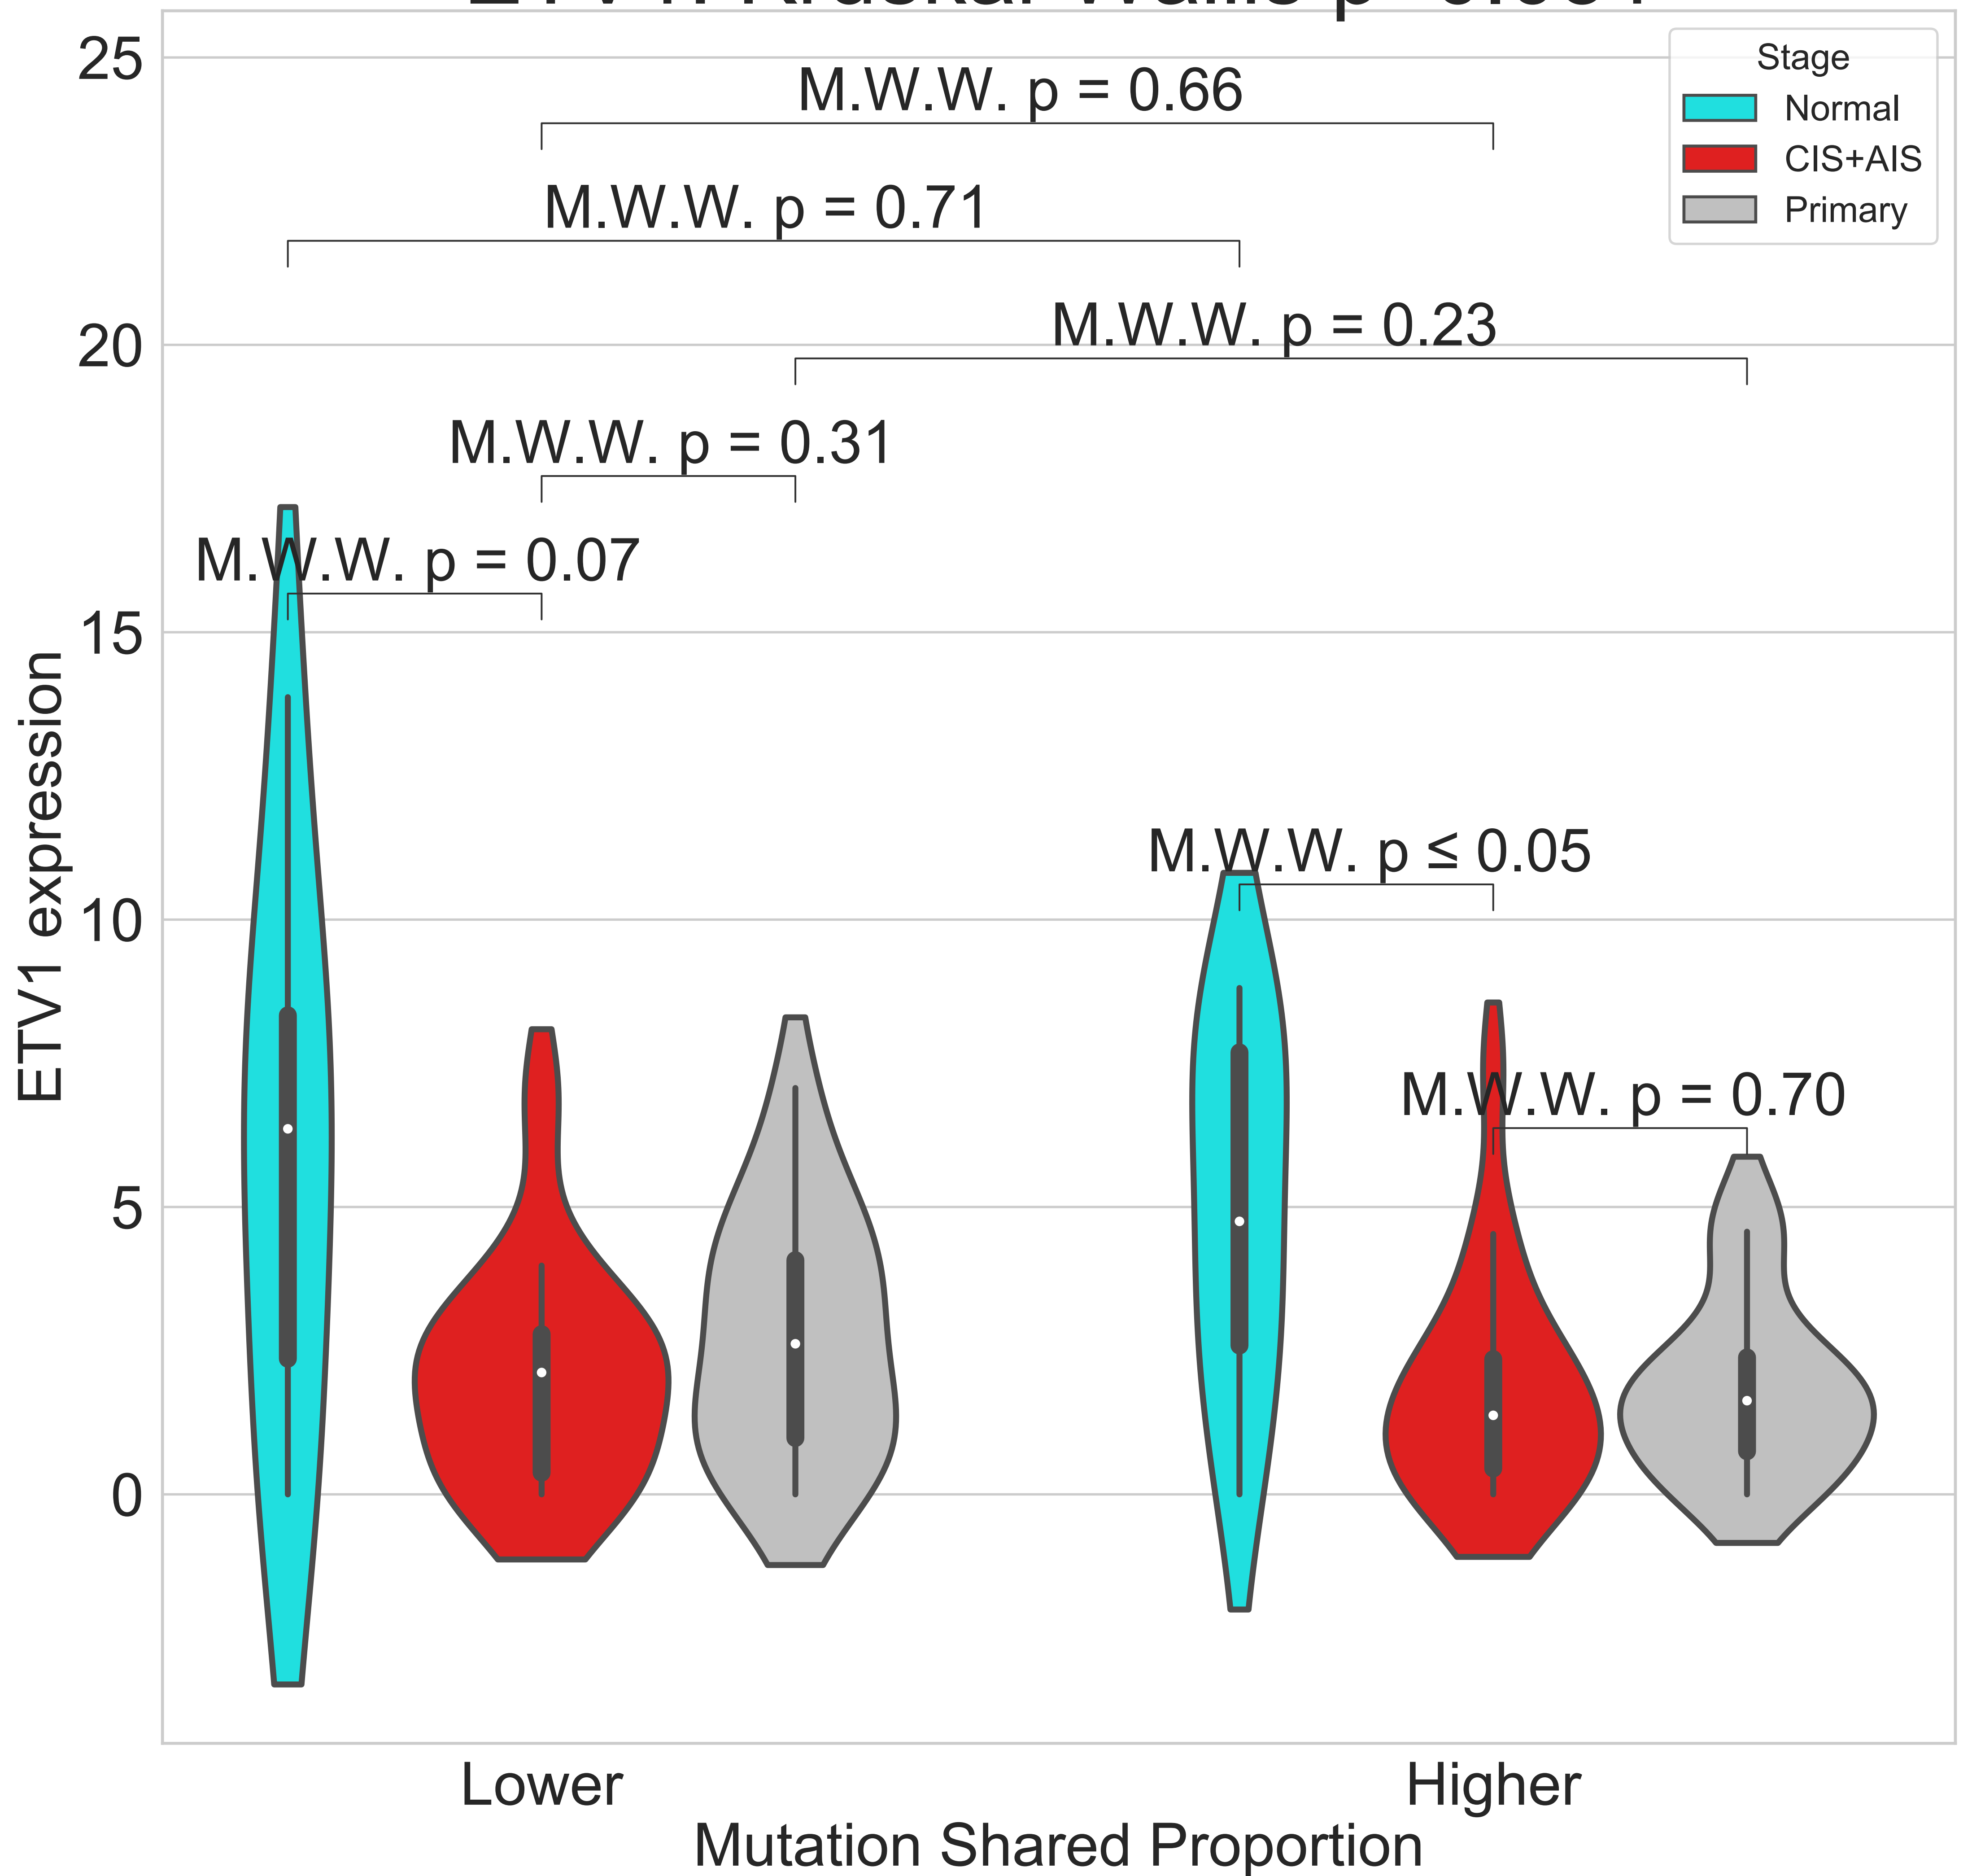 25
M.W.W. p = 0.66
Stage
Normal
CIS+AIS
Primary
M.W.W. p = 0.71
20
M.W.W. p = 0.23
M.W.W. p = 0.31
M.W.W. p = 0.07
15
ETV1 expression
M.W.W. p ≤ 0.05
10
M.W.W. p = 0.70
5
0
Lower
Higher
Mutation Shared Proportion